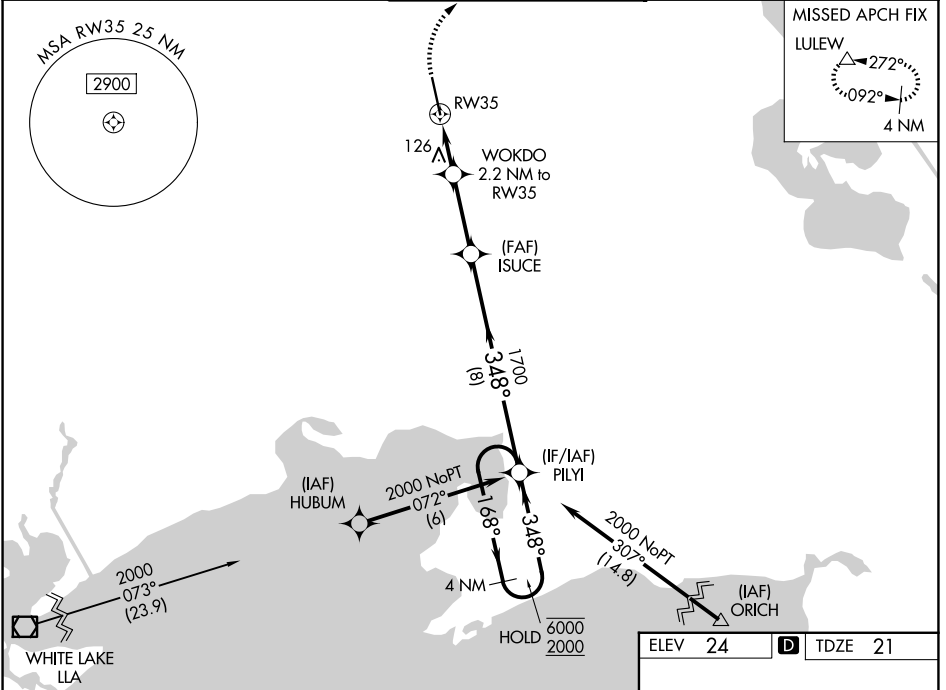 MSA RW35 25 NM
2900
MISSED APCH FIX
LULEW
272°
092°
4 NM
RW35
126
WOKDO
2.2 NM to
RW35
(FAF)
ISUCE
1700
348°
(8)
(IF/IAF)
PILYI
(IAF)
HUBUM
2000 NoPT
072°
(6)
168°
348°
2000 NoPT
307°
(14.8)
(IAF)
ORICH
4 NM
HOLD
6000
2000
2000
073°
(23.9)
WHITE LAKE
LLA
ELEV 24 D TDZE 21